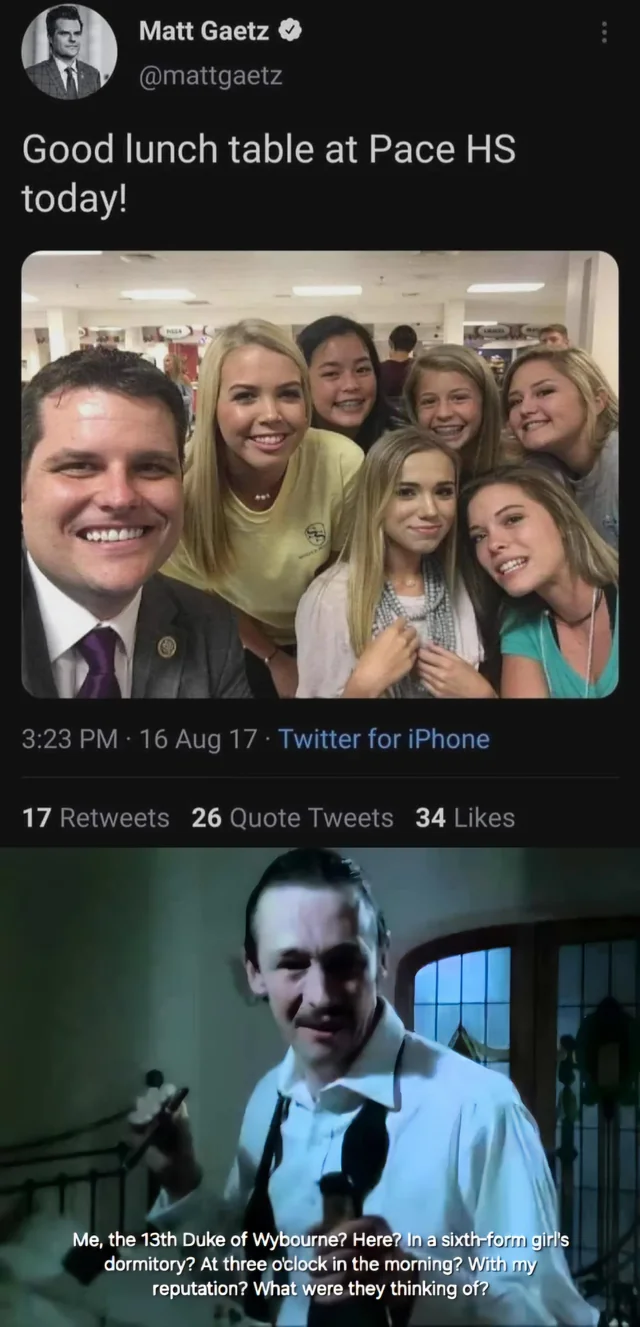 Matt Gaetz
@mattgaetz
Good lunch table at Pace HS
today!
3:23 PM · 16 Aug 17 · Twitter for iPhone
17 Retweets 26 Quote Tweets 34 Likes
Me, the 13th Duke of Wybourne? Here? In a sixth-form girl's
dormitory? At three o'clock in the morning? With my
reputation? What were they thinking of?